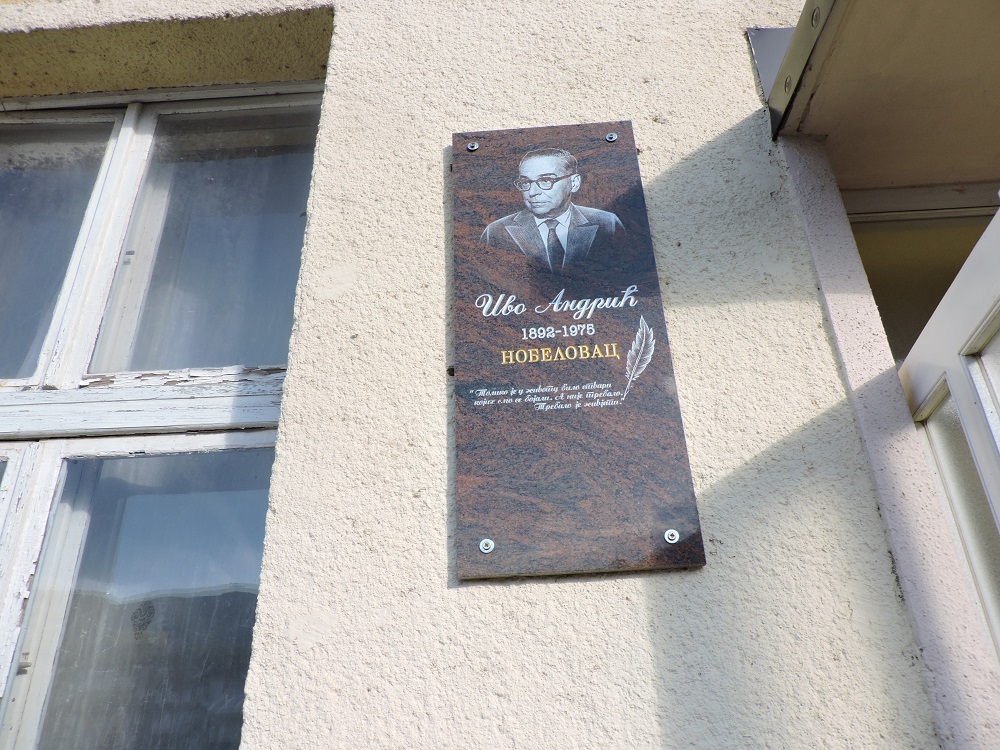 Иво Андрић
1892-1975
НОБЕЛОВАЦ
"Толико је у животу било ствари
којих смо се бојали. А није требало.
Требало је живјети."